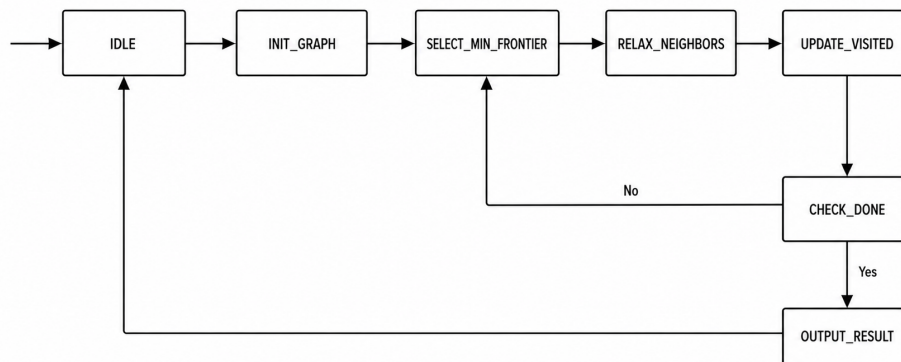 IDLE
INIT_GRAPH
SELECT_MIN_FRONTIER
RELAX_NEIGHBORS
UPDATE_VISITED
No
CHECK_DONE
Yes
OUTPUT_RESULT